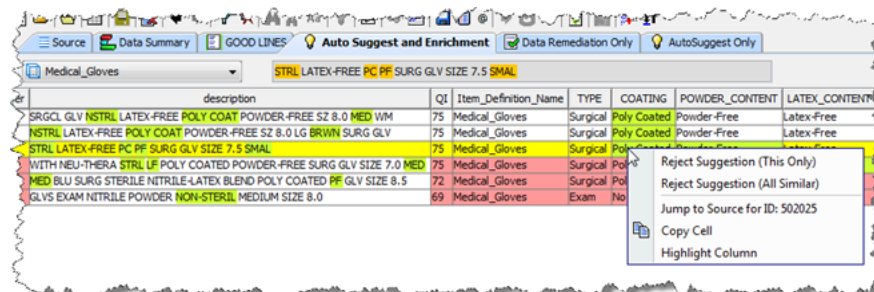 Source Data Summary GOOD LINES Auto Suggest and Enrichment Data Remediation Only AutoSuggest Only
Medical_Gloves STRL LATEX-FREE PC PF SURG GLV SIZE 7.5 SMAL
er description QI Item_Definition_Name TYPE COATING POWDER_CONTENT LATEX_CONTENT
SRGCL GLV NSTRL LATEX-FREE POLY COAT POWDER-FREE SZ 8.0 MED WM 75 Medical_Gloves Surgical Poly Coated Powder-Free Latex-Free
NSTRL LATEX-FREE POLY COAT POWDER-FREE SZ 8.0 LG BRWN SURG GLV 75 Medical_Gloves Surgical Poly Coated Powder-Free Latex-Free
STRL LATEX-FREE PC PF SURG GLV SIZE 7.5 SMAL 75 Medical_Gloves Surgical Powder-Free Latex-Free
WITH NEU-THERA STRL LF POLY COATED POWDER-FREE SURG GLV SIZE 7.0 MED 75 Medical_Gloves Surgical Pol
MED BLU SURG STERILE NITRILE-LATEX BLEND POLY COATED PF GLV SIZE 8.5 72 Medical_Gloves Surgical Pol
GLVS EXAM NITRILE POWDER NON-STERIL MEDIUM SIZE 8.0 69 Medical_Gloves Exam No
Reject Suggestion (This Only)
Reject Suggestion (All Similar)
Jump to Source for ID: 502025
Copy Cell
Highlight Column